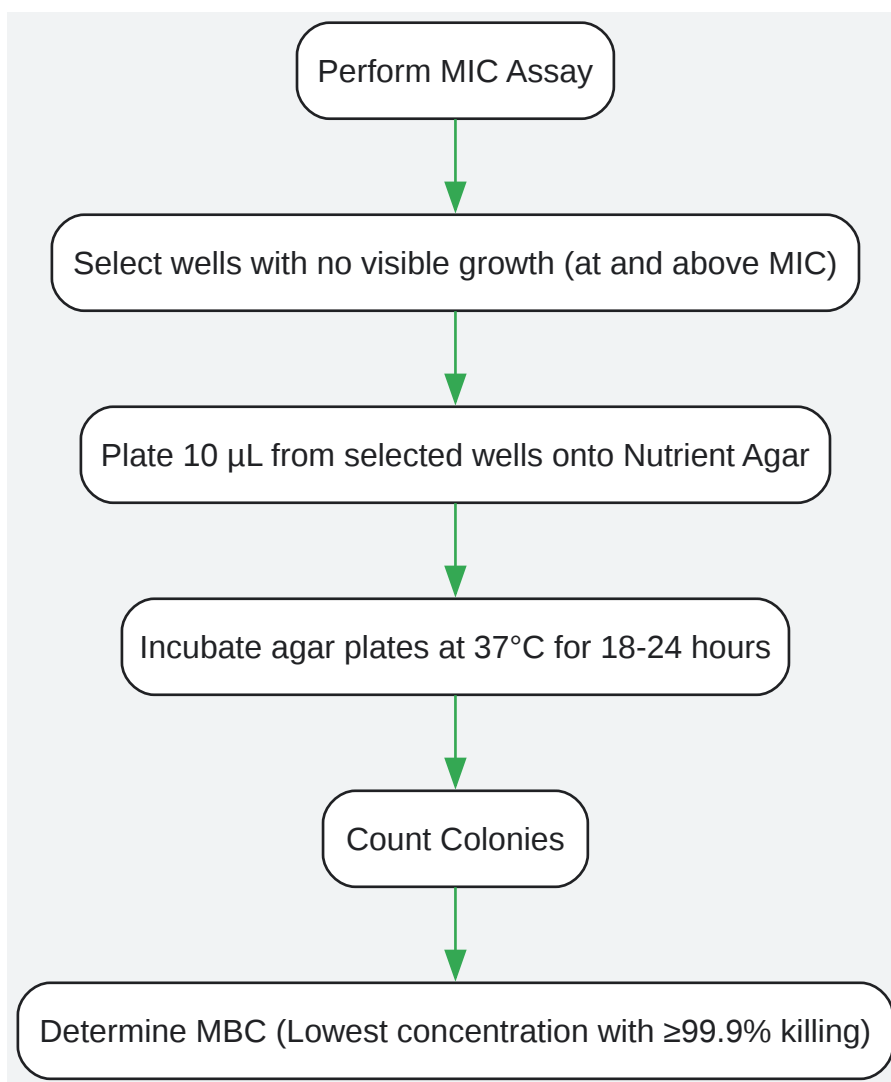 Perform MIC Assay
Select wells with no visible growth (at and above MIC)
Plate 10 µL from selected wells onto Nutrient Agar
Incubate agar plates at 37°C for 18-24 hours
Count Colonies
Determine MBC (Lowest concentration with ≥99.9% killing)